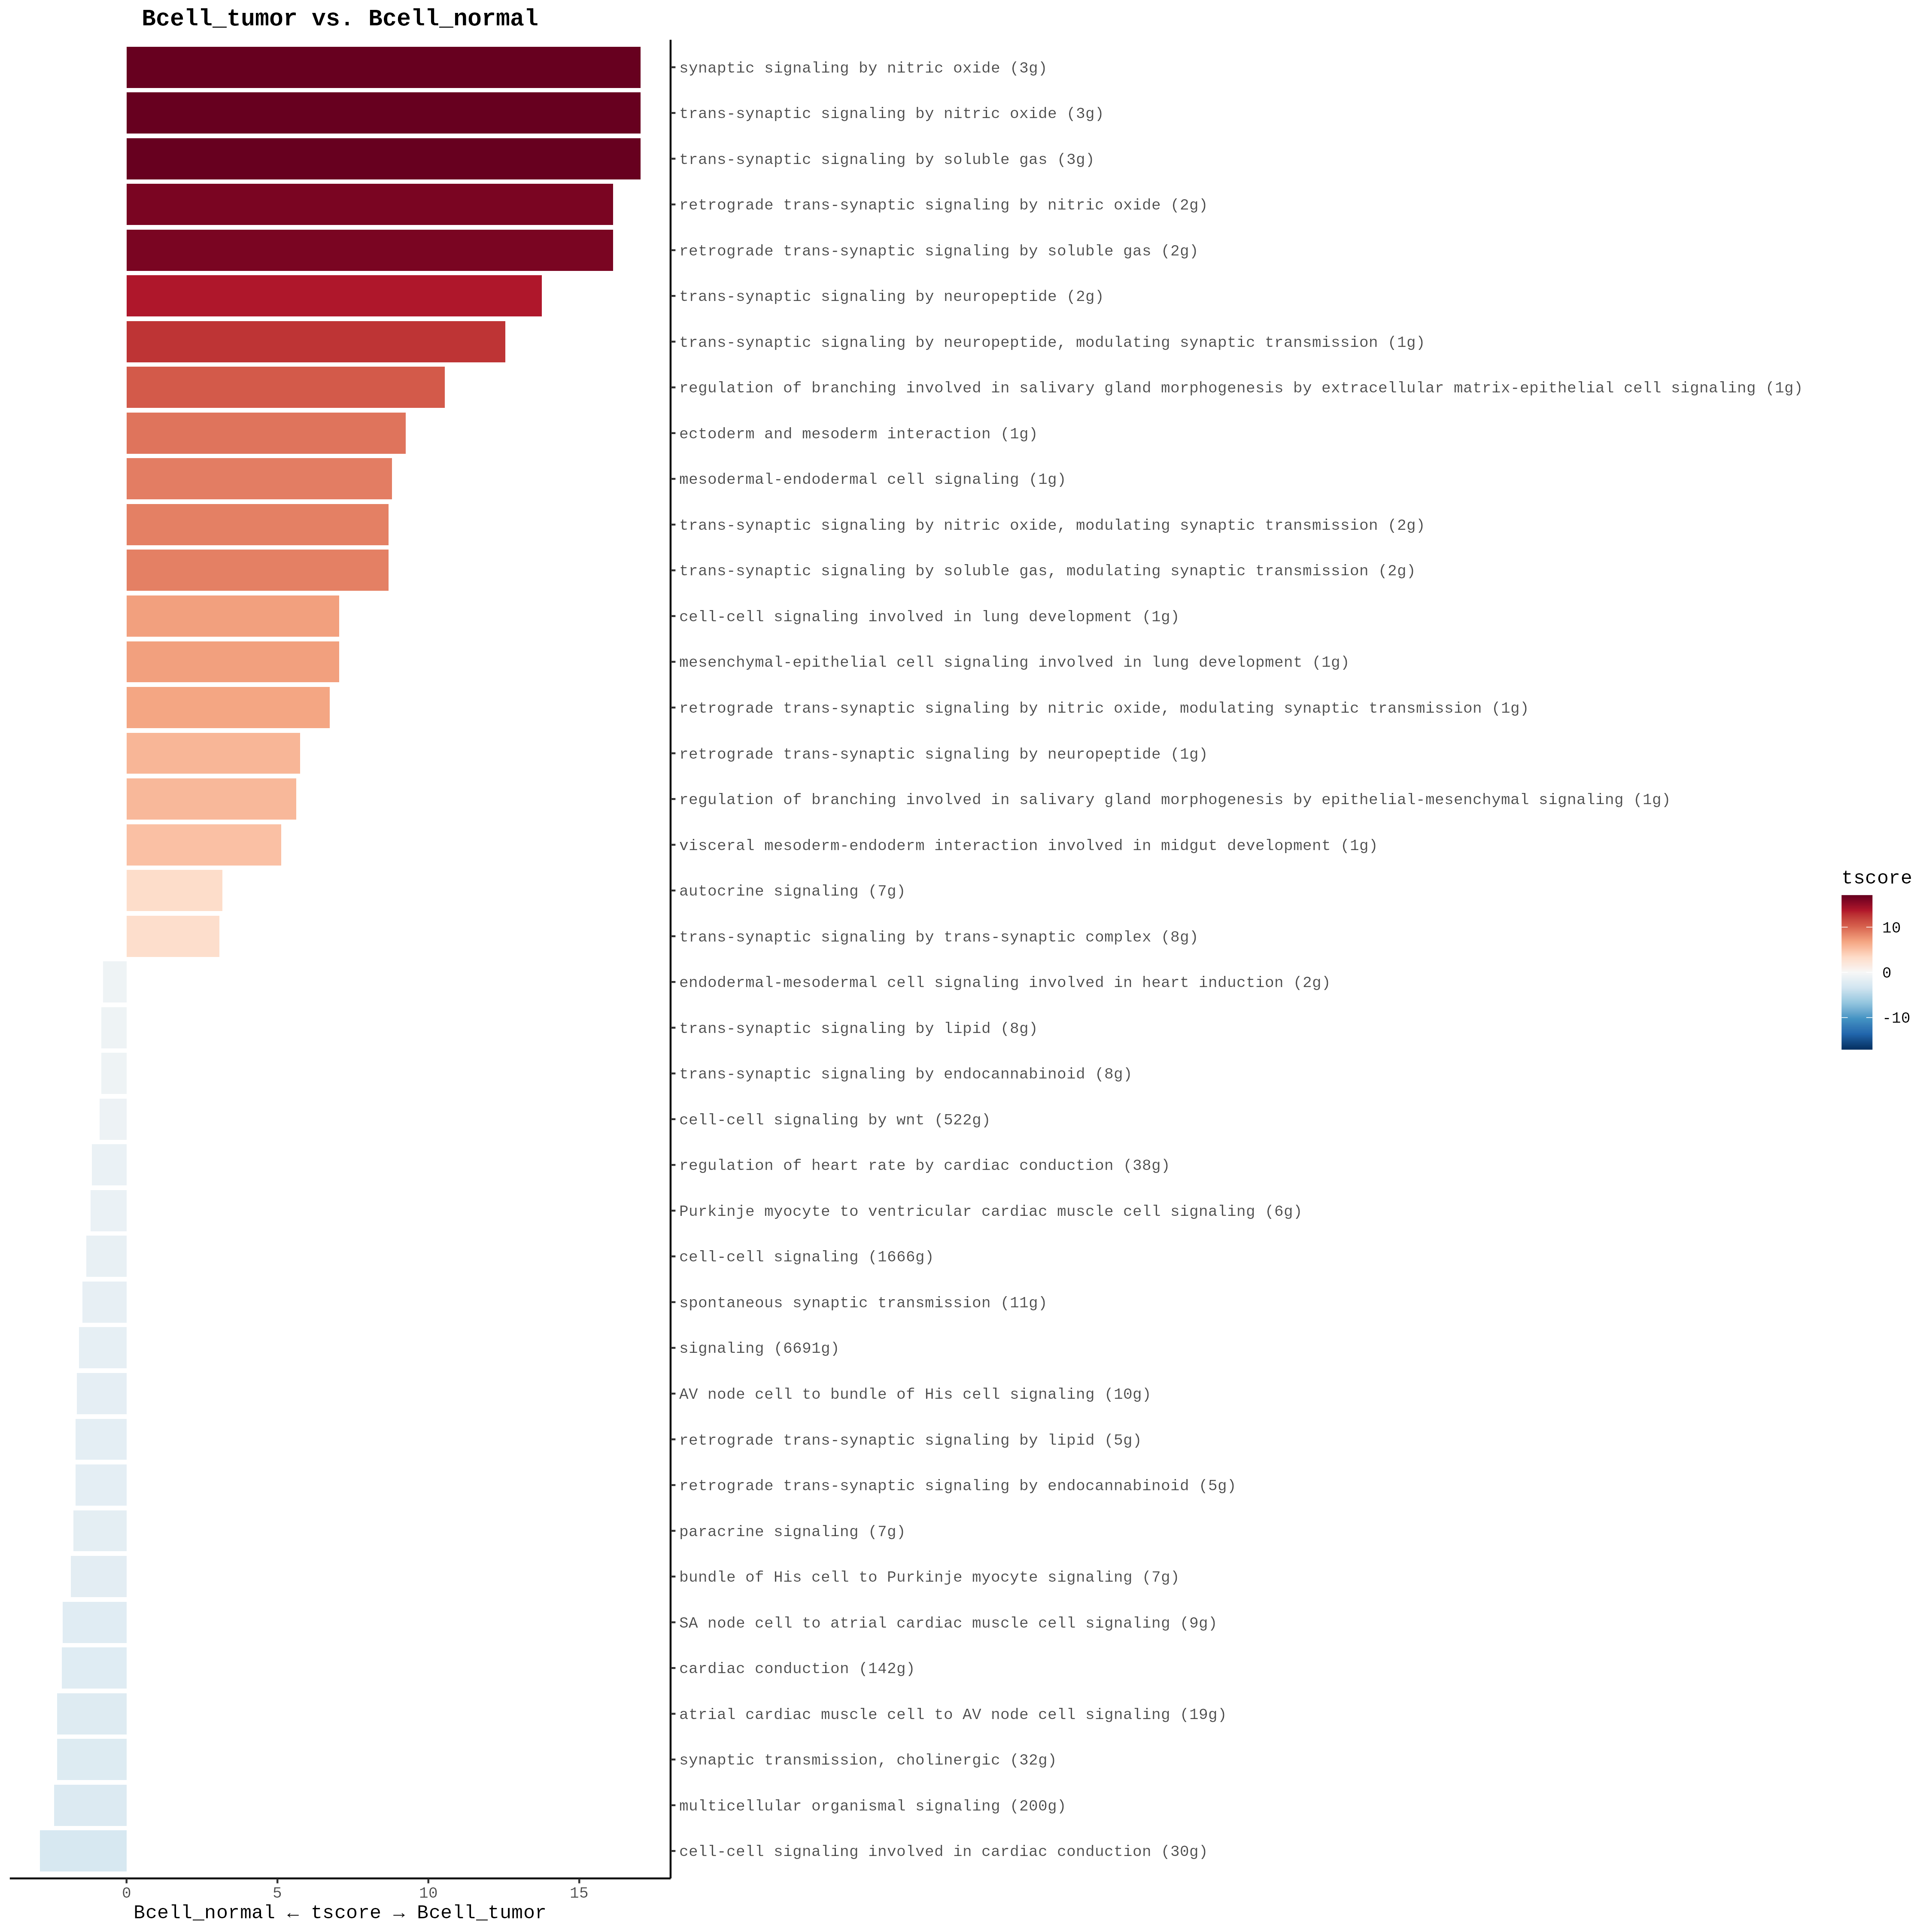 Bcell_tumor vs. Bcell_normal
synaptic signaling by nitric oxide (3g)
trans-synaptic signaling by nitric oxide (3g)
trans-synaptic signaling by soluble gas (3g)
retrograde trans-synaptic signaling by nitric oxide (2g)
retrograde trans-synaptic signaling by soluble gas (2g)
trans-synaptic signaling by neuropeptide (2g)
trans-synaptic signaling by neuropeptide, modulating synaptic transmission (1g)
regulation of branching involved in salivary gland morphogenesis by extracellular matrix-epithelial cell signaling (1g)
ectoderm and mesoderm interaction (1g)
mesodermal-endodermal cell signaling (1g)
trans-synaptic signaling by nitric oxide, modulating synaptic transmission (2g)
trans-synaptic signaling by soluble gas, modulating synaptic transmission (2g)
cell-cell signaling involved in lung development (1g)
mesenchymal-epithelial cell signaling involved in lung development (1g)
retrograde trans-synaptic signaling by nitric oxide, modulating synaptic transmission (1g)
retrograde trans-synaptic signaling by neuropeptide (1g)
regulation of branching involved in salivary gland morphogenesis by epithelial-mesenchymal signaling (1g)
visceral mesoderm-endoderm interaction involved in midgut development (1g)
autocrine signaling (7g)
trans-synaptic signaling by trans-synaptic complex (8g)
endodermal-mesodermal cell signaling involved in heart induction (2g)
trans-synaptic signaling by lipid (8g)
trans-synaptic signaling by endocannabinoid (8g)
cell-cell signaling by wnt (522g)
regulation of heart rate by cardiac conduction (38g)
Purkinje myocyte to ventricular cardiac muscle cell signaling (6g)
cell-cell signaling (1666g)
spontaneous synaptic transmission (11g)
signaling (6691g)
AV node cell to bundle of His cell signaling (10g)
retrograde trans-synaptic signaling by lipid (5g)
retrograde trans-synaptic signaling by endocannabinoid (5g)
paracrine signaling (7g)
bundle of His cell to Purkinje myocyte signaling (7g)
SA node cell to atrial cardiac muscle cell signaling (9g)
cardiac conduction (142g)
atrial cardiac muscle cell to AV node cell signaling (19g)
synaptic transmission, cholinergic (32g)
multicellular organismal signaling (200g)
cell-cell signaling involved in cardiac conduction (30g)
0 5 10 15
Bcell_normal ← tscore → Bcell_tumor
tscore
10
0
-10